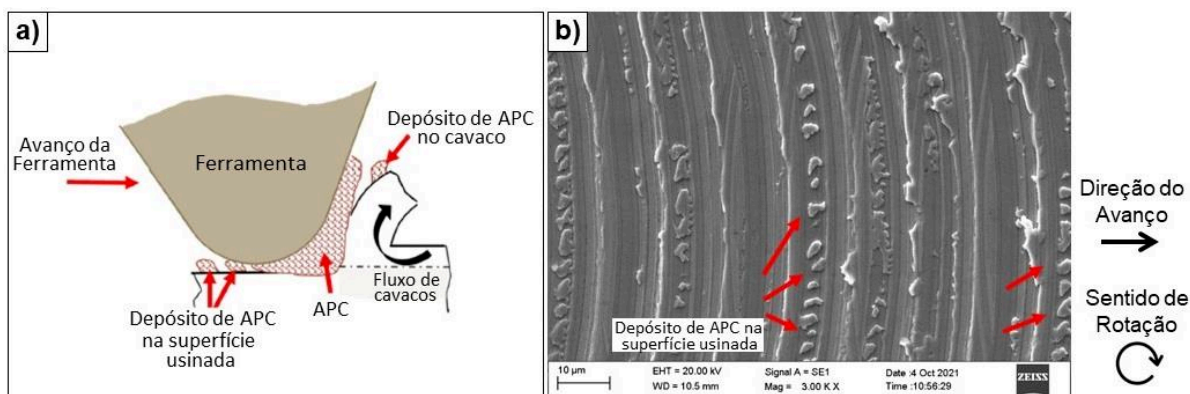 a)
Avanço da
Ferramenta
Ferramenta
Depósito de APC
no cavaco
Fluxo de
cavacos
APC
Depósito de APC
na superfície
usinada
b)
Depósito de APC na
superfície usinada
10 µm
EHT = 20.00 kV
WD = 10.5 mm
Signal A = SE1
Mag = 3.00 K X
Date :4 Oct 2021
Time :10:56:29
ZEISS
Direção do
Avanço
Sentido de
Rotação